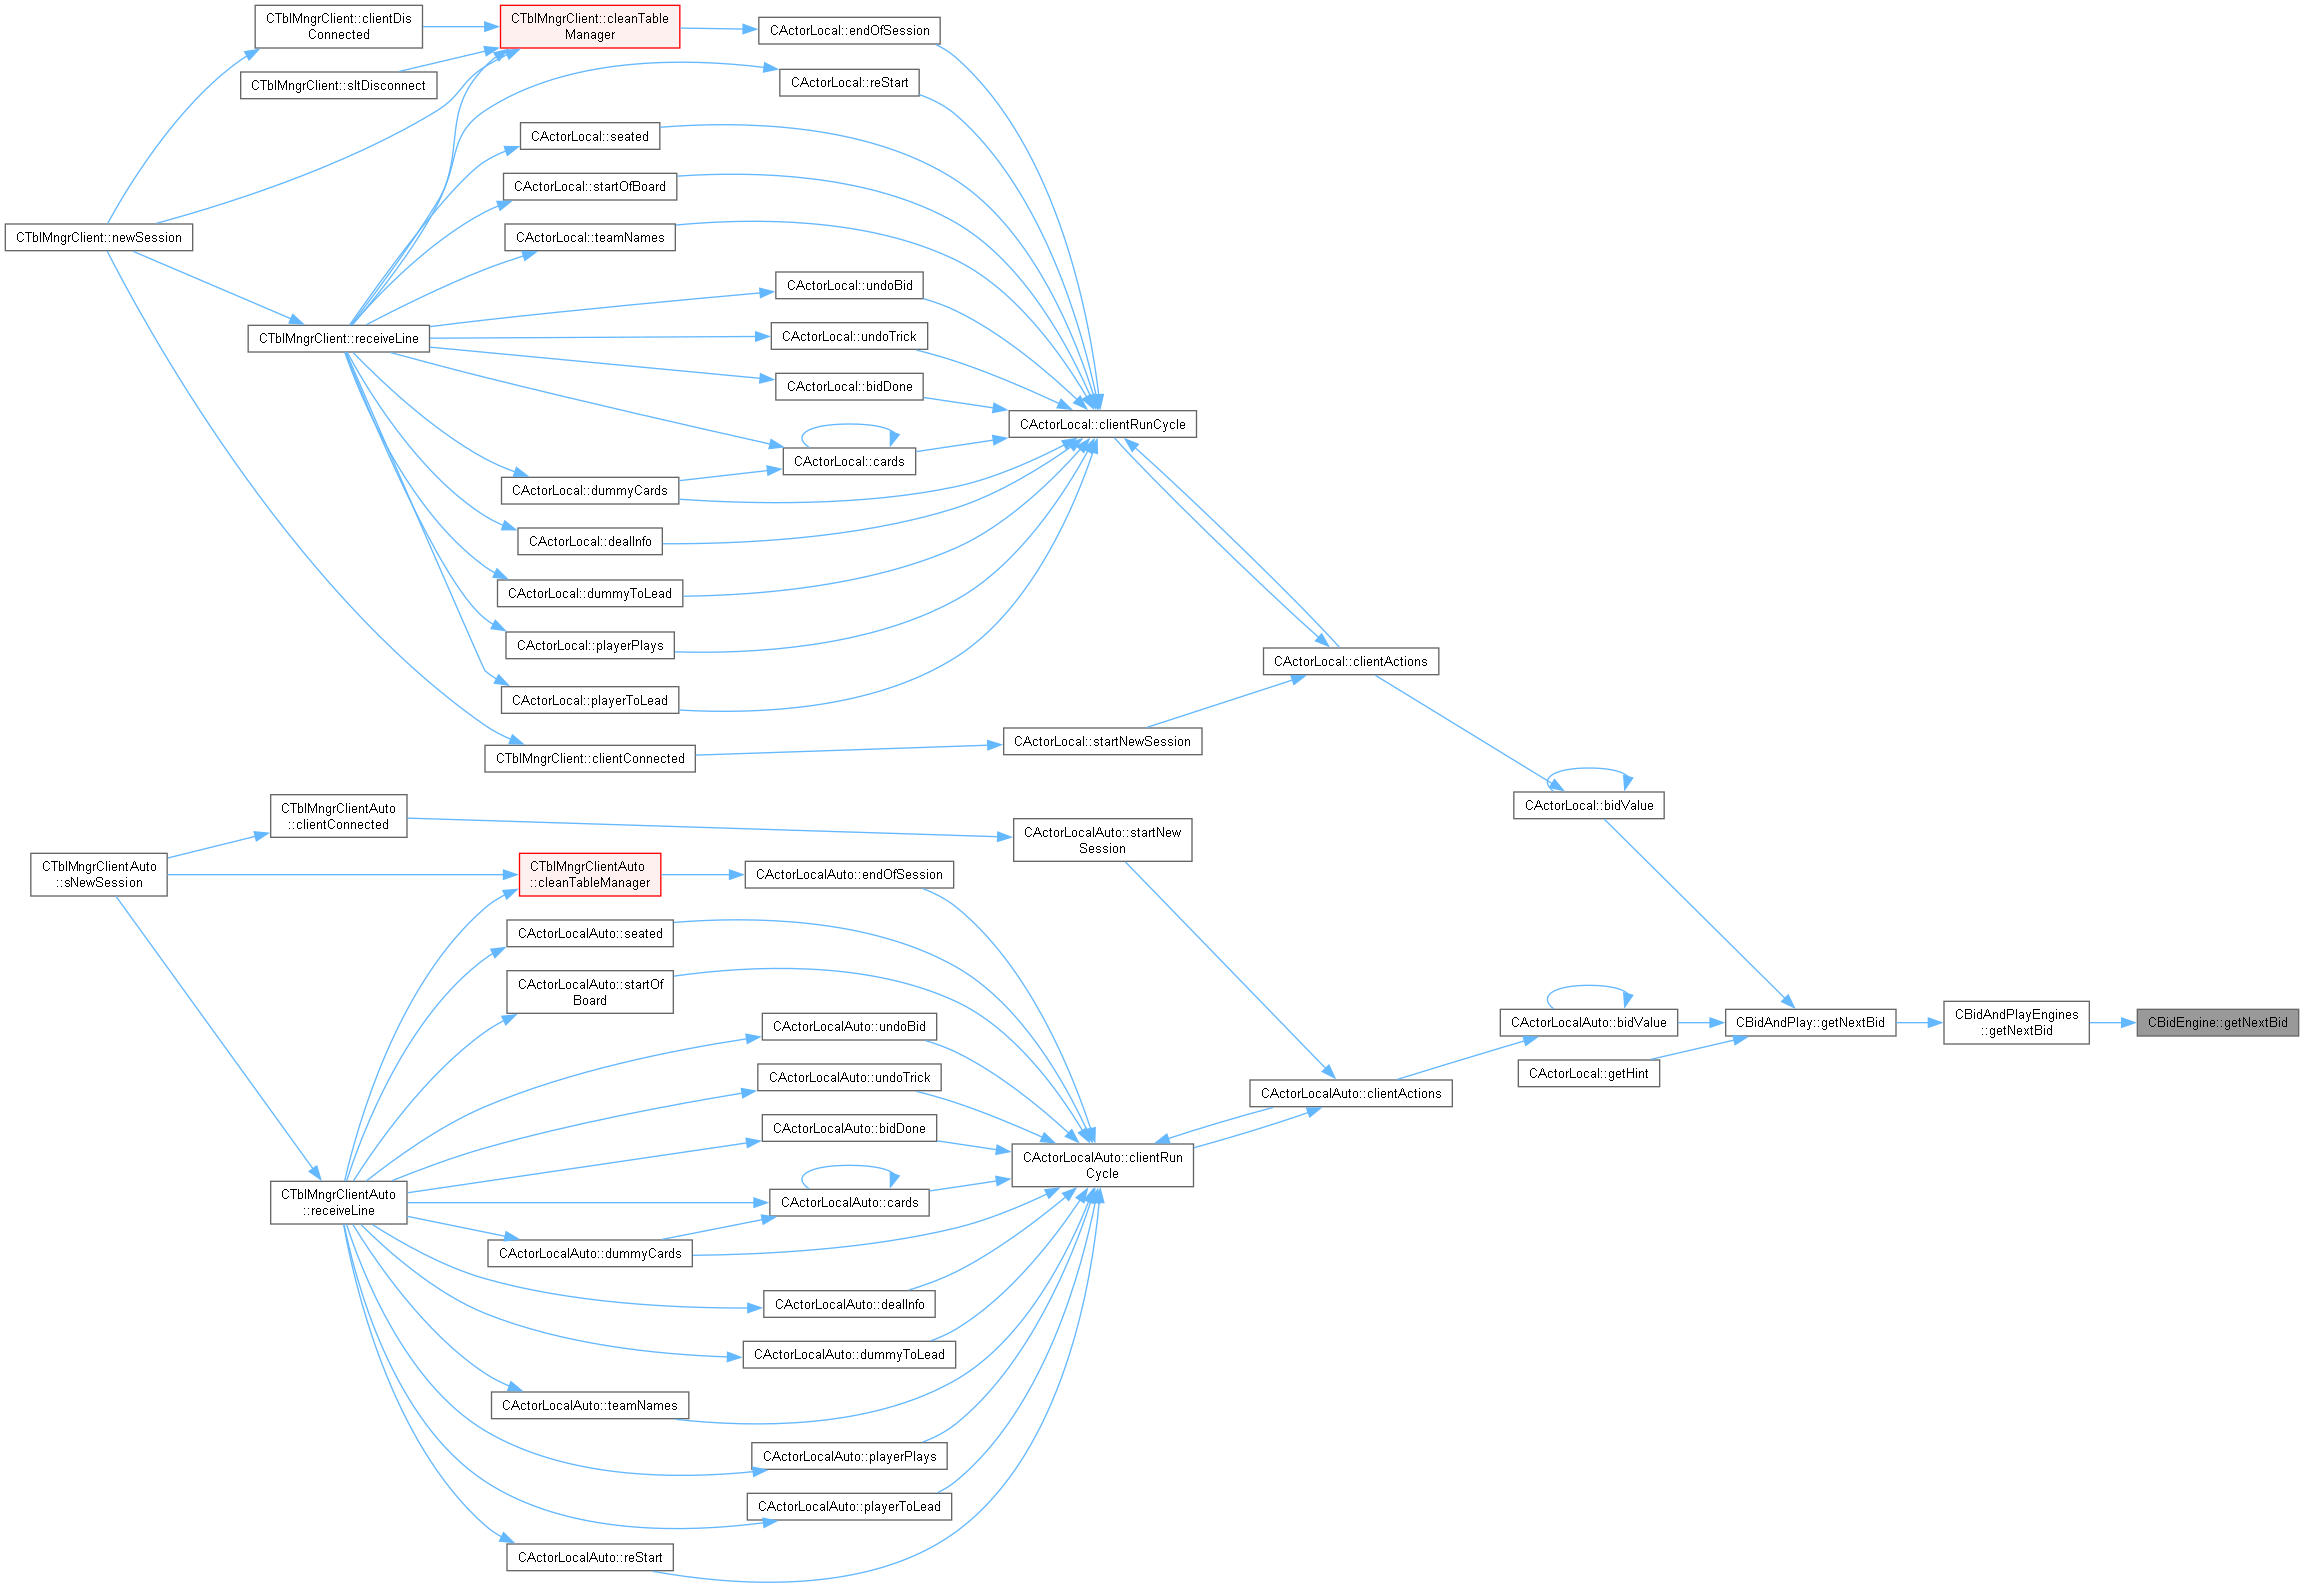 CTblMngrClient::clientDis
Connected
CTblMngrClient::cleanTable
Manager
CActorLocal::endOfSession
CTblMngrClient::sltDisconnect
CActorLocal::reStart
CActorLocal::seated
CActorLocal::startOfBoard
CTblMngrClient::newSession
CActorLocal::teamNames
CActorLocal::undoBid
CTblMngrClient::receiveLine
CActorLocal::undoTrick
CActorLocal::bidDone
CActorLocal::clientRunCycle
CActorLocal::cards
CActorLocal::dummyCards
CActorLocal::dealInfo
CActorLocal::dummyToLead
CActorLocal::playerPlays
CActorLocal::clientActions
CActorLocal::playerToLead
CActorLocal::startNewSession
CTblMngrClient::clientConnected
CActorLocal::bidValue
CTblMngrClientAuto
::clientConnected
CActorLocalAuto::startNew
Session
CTblMngrClientAuto
::sNewSession
CTblMngrClientAuto
::cleanTableManager
CActorLocalAuto::endOfSession
CActorLocalAuto::seated
CActorLocalAuto::startOf
Board
CActorLocalAuto::undoBid
CActorLocalAuto::bidValue
CBidAndPlay::getNextBid
CBidAndPlayEngines
::getNextBid
CBidEngine::getNextBid
CActorLocal::getHint
CActorLocalAuto::undoTrick
CActorLocalAuto::clientActions
CActorLocalAuto::bidDone
CActorLocalAuto::clientRun
Cycle
CTblMngrClientAuto
::receiveLine
CActorLocalAuto::cards
CActorLocalAuto::dummyCards
CActorLocalAuto::dealInfo
CActorLocalAuto::dummyToLead
CActorLocalAuto::teamNames
CActorLocalAuto::playerPlays
CActorLocalAuto::playerToLead
CActorLocalAuto::reStart